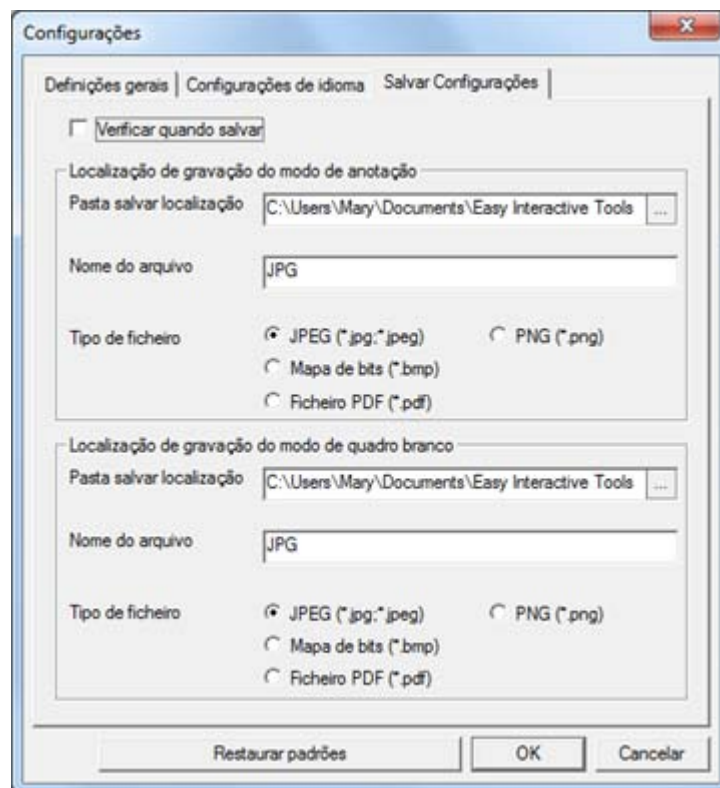 Configurações
Definições gerais Configurações de idioma Salvar Configurações
Verificar quando salvar
Localização de gravação do modo de anotação
Pasta salvar localização C:\Users\Mary\Documents\Easy Interactive Tools ...
Nome do arquivo JPG
Tipo de ficheiro JPEG (*.jpg;*.jpeg) PNG (*.png)
Mapa de bits (*.bmp)
Ficheiro PDF (*.pdf)
Localização de gravação do modo de quadro branco
Pasta salvar localização C:\Users\Mary\Documents\Easy Interactive Tools ...
Nome do arquivo JPG
Tipo de ficheiro JPEG (*.jpg;*.jpeg) PNG (*.png)
Mapa de bits (*.bmp)
Ficheiro PDF (*.pdf)
Restaurar padrões OK Cancelar